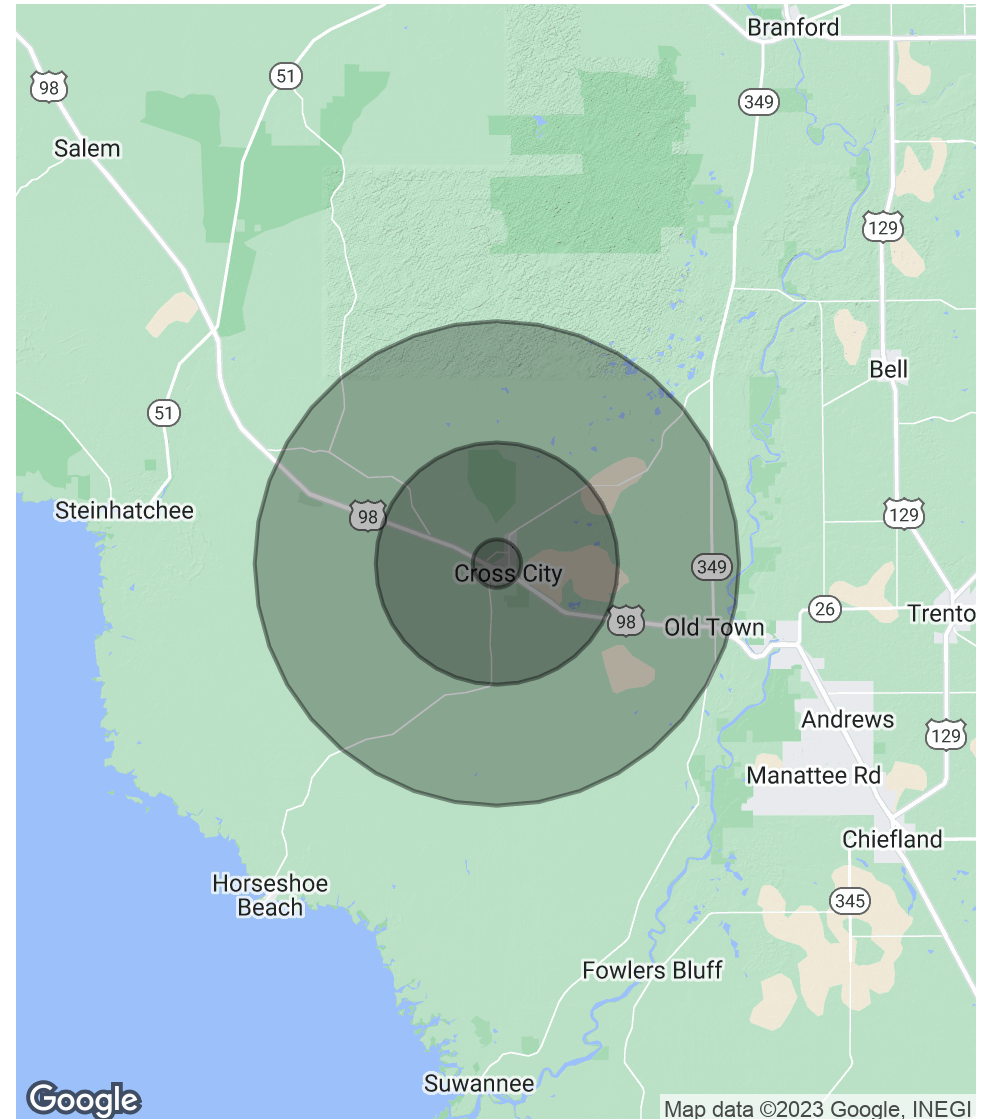 Branford
51
98
349
Salem
129
Bell
51
Steinhatchee
98
129
Cross City
349
26
98
Old Town
Trento
Andrews
129
Manattee Rd
Chiefland
Horseshoe
Beach
345
Fowlers Bluff
Suwannee
Google
Map data ©2023 Google, INEGI